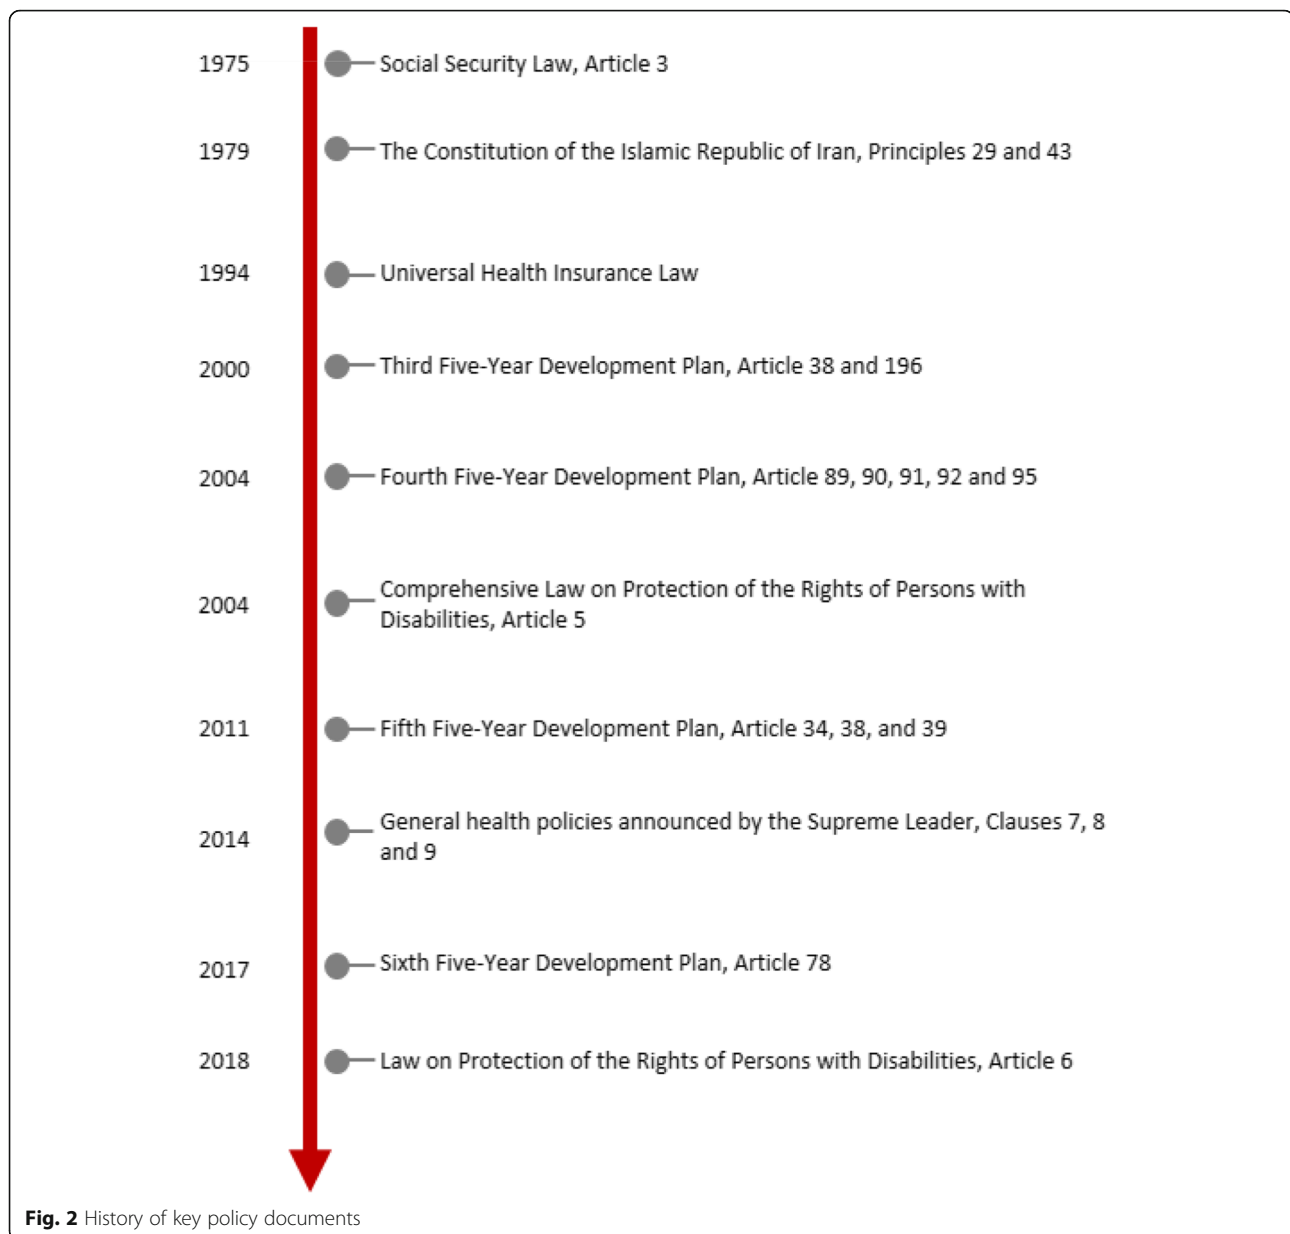 1975
Social Security Law, Article 3
1979
The Constitution of the Islamic Republic of Iran, Principles 29 and 43
1994
Universal Health Insurance Law
2000
Third Five-Year Development Plan, Article 38 and 196
2004
Fourth Five-Year Development Plan, Article 89, 90, 91, 92 and 95
2004
Comprehensive Law on Protection of the Rights of Persons with
Disabilities, Article 5
2011
Fifth Five-Year Development Plan, Article 34, 38, and 39
2014
General health policies announced by the Supreme Leader, Clauses 7, 8
and 9
2017
Sixth Five-Year Development Plan, Article 78
2018
Law on Protection of the Rights of Persons with Disabilities, Article 6
Fig. 2 History of key policy documents